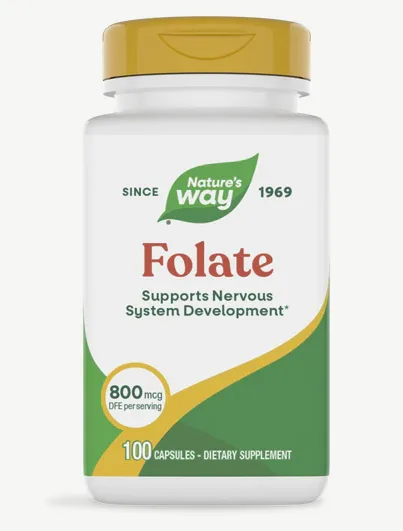 Nature's
SINCE way 1969
Folate
Supports Nervous
System Development*
800 mcg
DFE per serving
100 CAPSULES - DIETARY SUPPLEMENT